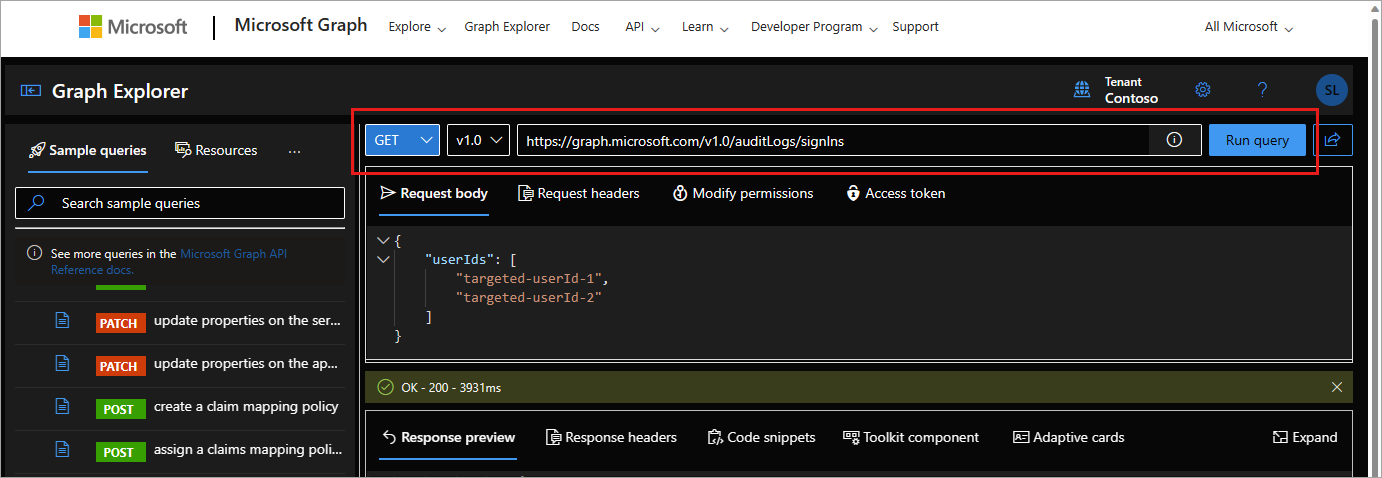 Microsoft Microsoft Graph Explore Graph Explorer Docs API Learn Developer Program Support All Microsoft
Graph Explorer
Tenant
Contoso
SL
Sample queries Resources ...
Search sample queries
See more queries in the Microsoft Graph API
Reference docs.
PATCH update properties on the ser...
PATCH update properties on the ap...
POST create a claim mapping policy
POST assign a claims mapping poli...
GET v1.0 https://graph.microsoft.com/v1.0/auditLogs/signIns Run query
Request body Request headers Modify permissions Access token
{
"userIds": [
"targeted-userId-1",
"targeted-userId-2"
]
}
OK - 200 - 3931ms
Response preview Response headers Code snippets Toolkit component Adaptive cards Expand